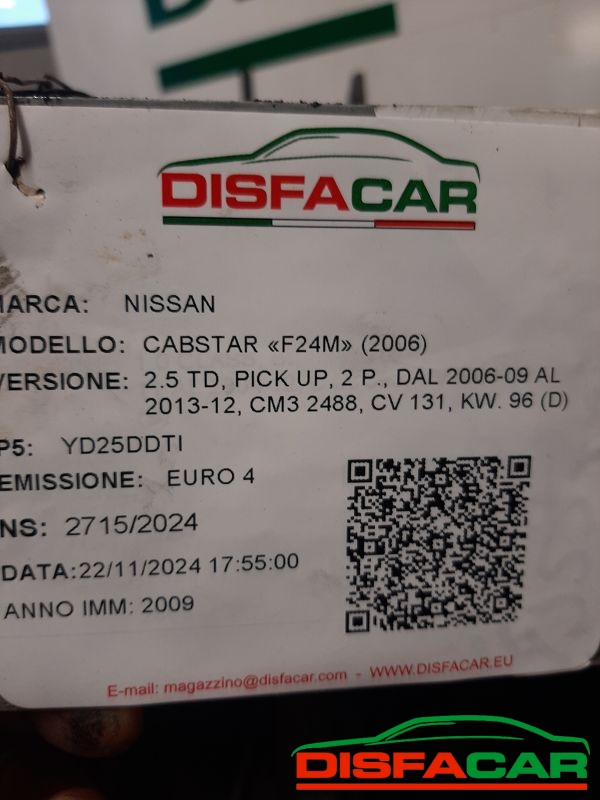 DISFACAR
MARCA: NISSAN
MODELLO: CABSTAR «F24M» (2006)
VERSIONE: 2.5 TD, PICK UP, 2 P., DAL 2006-09 AL
2013-12, CM3 2488, CV 131, KW. 96 (D)
P5: YD25DDTI
EMISSIONE: EURO 4
NS: 2715/2024
DATA:22/11/2024 17:55:00
ANNO IMM: 2009
E-mail: magazzino@disfacar.com - WWW.DISFACAR.EU
DISFACAR